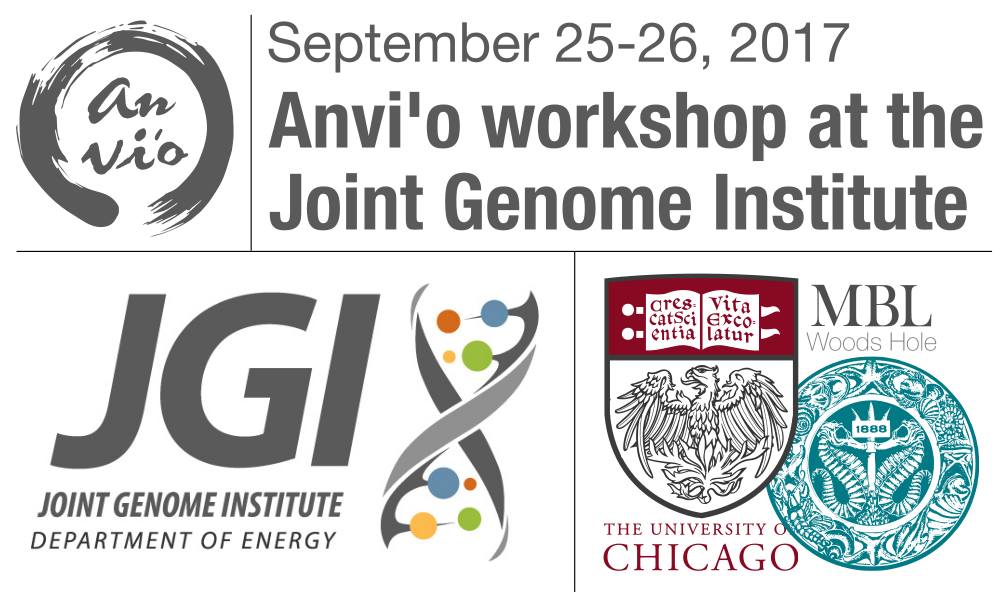 an
vi'o
September 25-26, 2017
Anvi'o workshop at the
Joint Genome Institute
JGI
JOINT GENOME INSTITUTE
DEPARTMENT OF ENERGY
Cres-
catSci
entia
Vita
Exco-
latur
THE UNIVERSITY O
CHICAGO
MBL
Woods Hole
1888